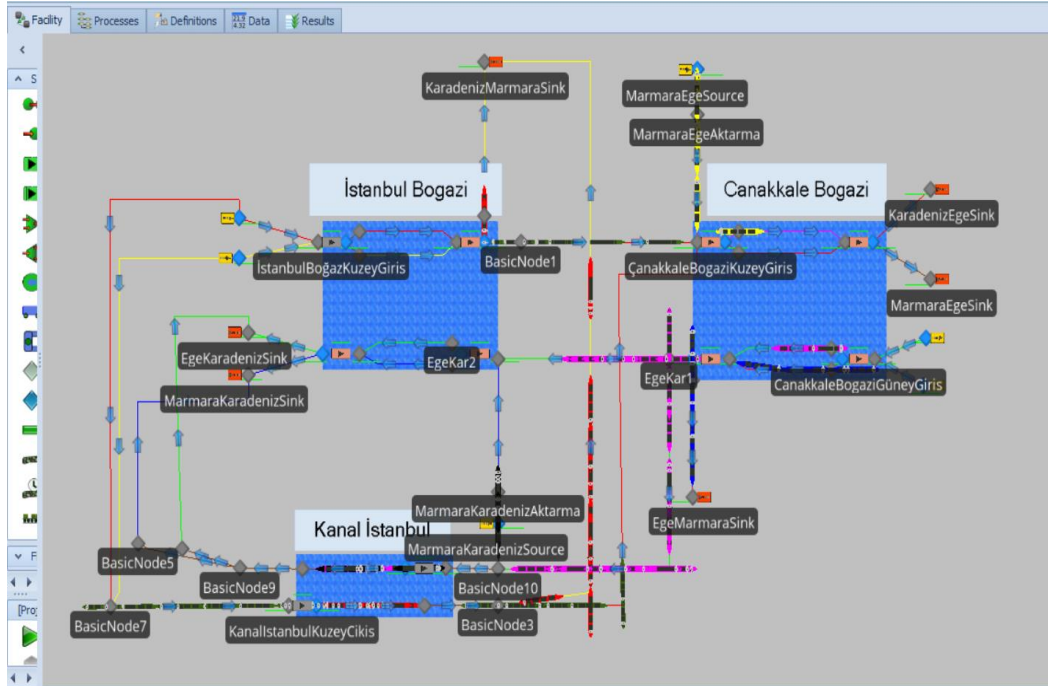 Facility
Processes
Definitions
Data
Results
S
KaradenizMarmaraSink
MarmaraEgeSource
MarmaraEgeAktarma
İstanbul Bogazi
Canakkale Bogazi
KaradenizEgeSink
İstanbulBoğazKuzeyGiris
BasicNode1
ÇanakkaleBogaziKuzeyGiris
MarmaraEgeSink
EgeKaradenizSink
EgeKar2
EgeKar1
CanakkaleBogaziGüneyGiris
MarmaraKaradenizSink
MarmaraKaradenizAktarma
EgeMarmaraSink
Kanal İstanbul
MarmaraKaradenizSource
BasicNode5
BasicNode9
BasicNode10
BasicNode7
KanalIstanbulKuzeyCikis
BasicNode3
F
[Proj